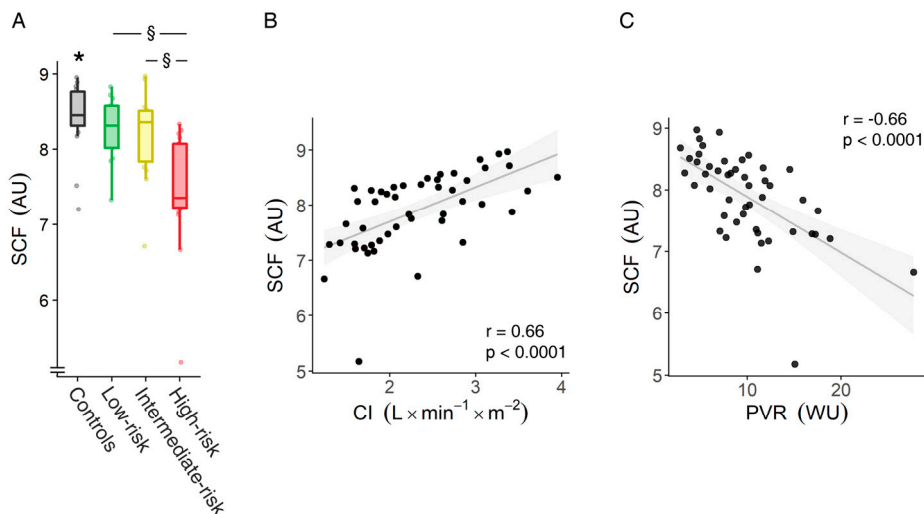 A
B
C
§
§
*
9
8
7
6
SCF (AU)
Controls
Low-risk
Intermediate-risk
High-risk
9
8
7
6
5
SCF (AU)
r = 0.66
p < 0.0001
2
3
4
CI (L × min⁻¹ × m⁻²)
9
8
7
6
5
SCF (AU)
r = -0.66
p < 0.0001
10
20
PVR (WU)